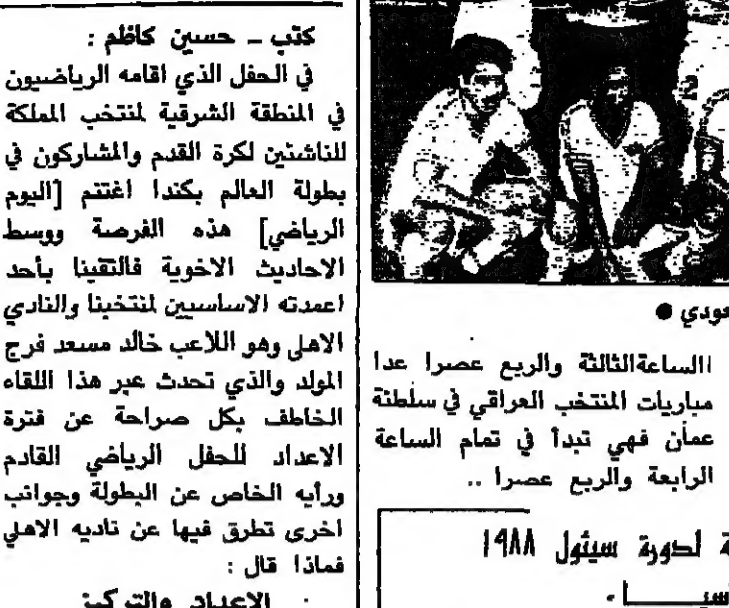 كتب ـ حسين كاظم :
في الحفل الذي اقامه الرياضيون
في المنطقة الشرقية لمنتخب المملكة
للناشئين لكرة القدم والمشاركون في
بطولة العالم بكندا اغتنم [اليوم
الرياضي] هذه الفرصة ووسط
الاحاديث الاخوية فالتقينا بأحد
اعمدته الاساسيين لمنتخبنا والنادي
الاهلي وهو اللاعب خالد مسعد فرج
المولد والذي تحدث عبر هذا اللقاء
الخاطف بكل صراحة عن فترة
الاعداد للحفل الرياضي القادم
ورأيه الخاص عن البطولة وجوانب
اخرى تطرق فيها عن ناديه الاهلي
فماذا قال :
الاعداد والتركيز
عودي ●
الساعة الثالثة والربع عصرا عدا
مباريات المنتخب العراقي في سلطنة
عمان فهي تبدأ في تمام الساعة
الرابعة والربع عصرا ..
ة لدورة سيئول ١٩٨٨